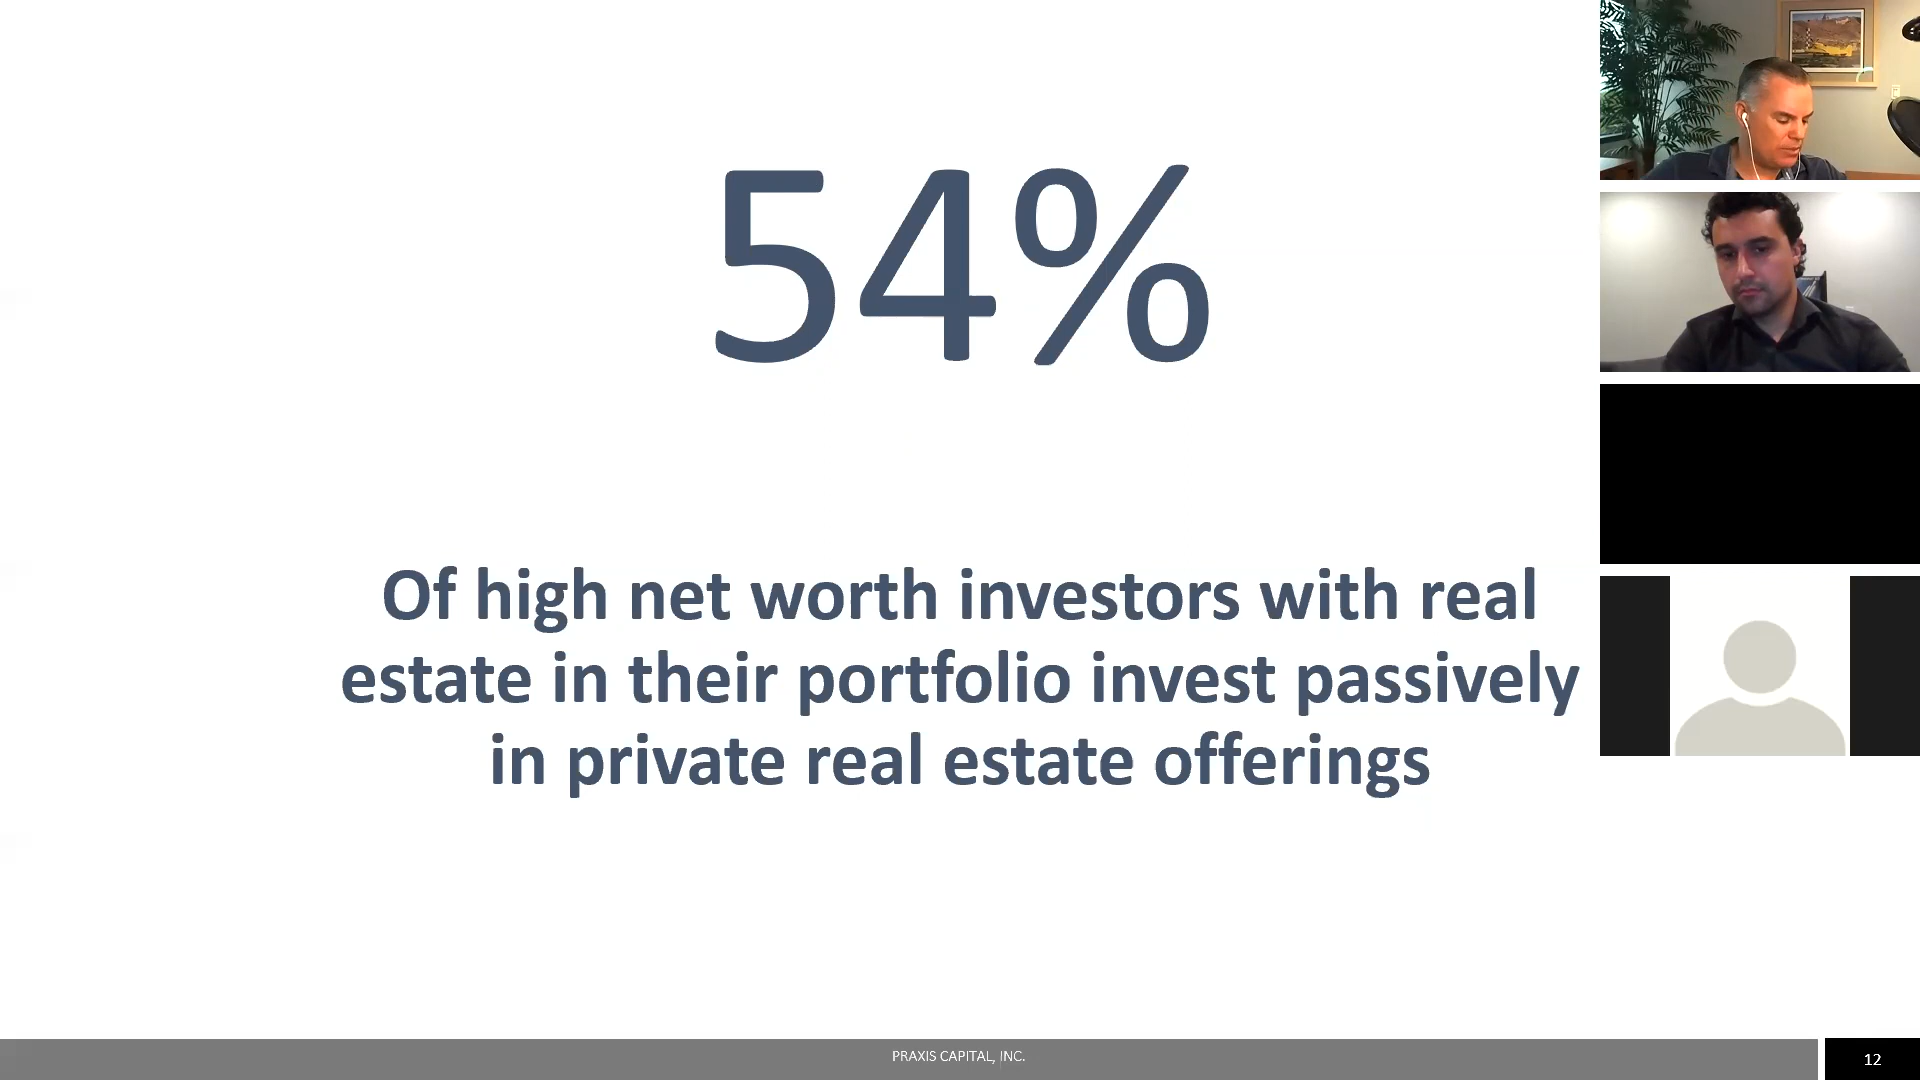 54%
Of high net worth investors with real
estate in their portfolio invest passively
in private real estate offerings
PRAXIS CAPITAL, INC.
12